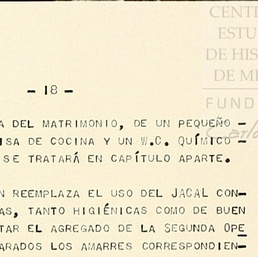 CENT
ESTU
DE HIS
DE M
FUND
- 18 -
A DEL MATRIMONIO, DE UN PEQUEÑO
ISA DE COCINA Y UN W.C. QUÍMICO
SE TRATARÁ EN CAPÍTULO APARTE.
N REEMPLAZA EL USO DEL JACAL CON-
AS, TANTO HIGIÉNICAS COMO DE BUEN
TAR EL AGREGADO DE LA SEGUNDA OPE
ARADOS LOS AMARRES CORRESPONDIEN-